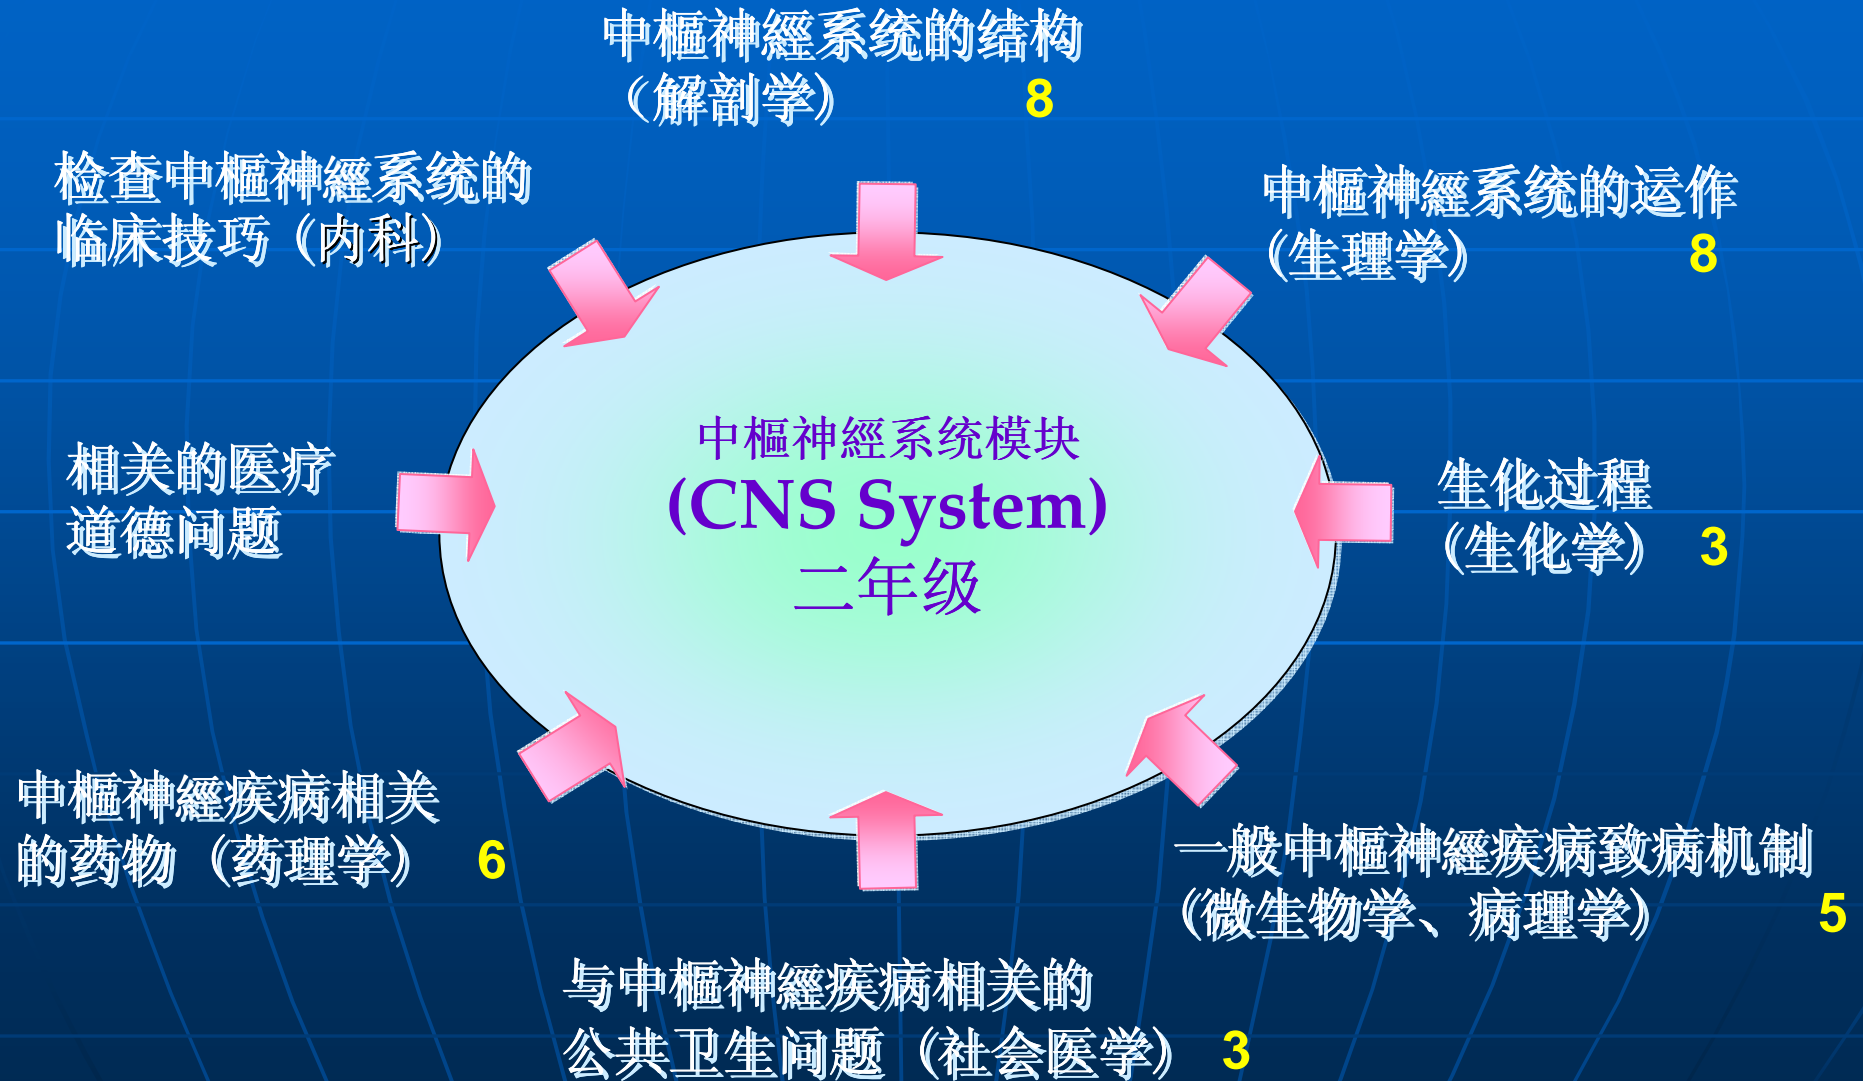 中樞神經系统的结构
（解剖学） 8
检查中樞神經系统的
临床技巧（内科）
中樞神經系统的运作
(生理学) 8
中樞神經系统模块
(CNS System)
二年级
相关的医疗
道德问题
生化过程
(生化学) 3
中樞神經疾病相关
的药物（药理学） 6
一般中樞神經疾病致病机制
(微生物学、病理学) 5
与中樞神經疾病相关的
公共卫生问题（社会医学） 3